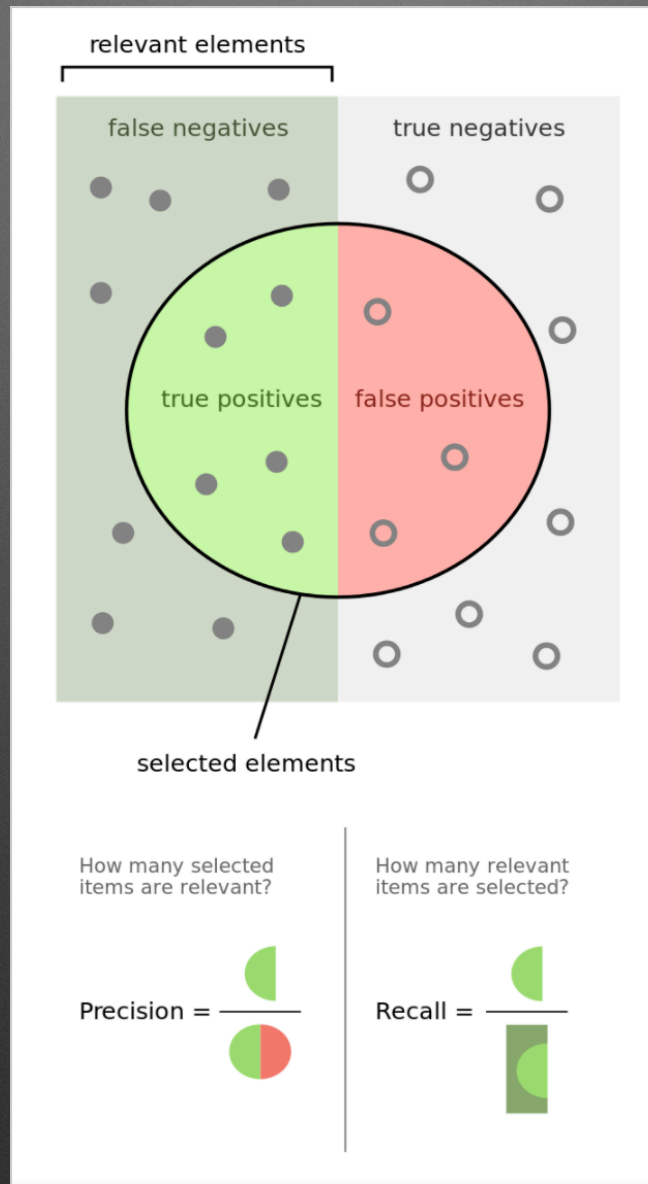 relevant elements
false negatives
true negatives
true positives
false positives
selected elements
How many selected
items are relevant?
Precision =
How many relevant
items are selected?
Recall =